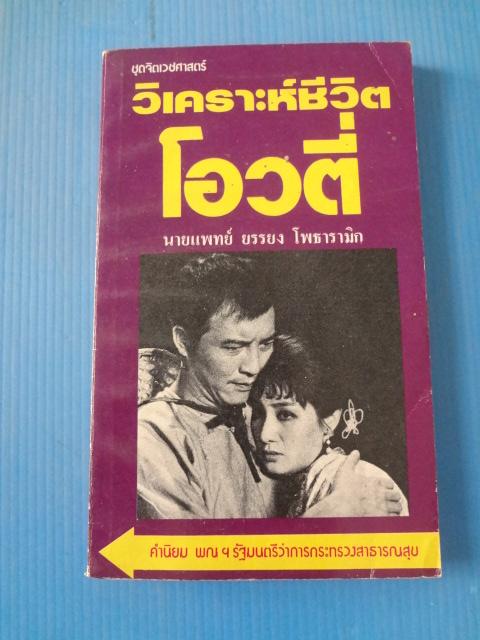 ชุดจิตเวชศาสตร์
วิเคราะห์ชีวิต
โอวตี่
นายแพทย์ ยรรยง โพธารามิก
คำนิยม พณฯ รัฐมนตรีว่าการกระทรวงสาธารณสุข